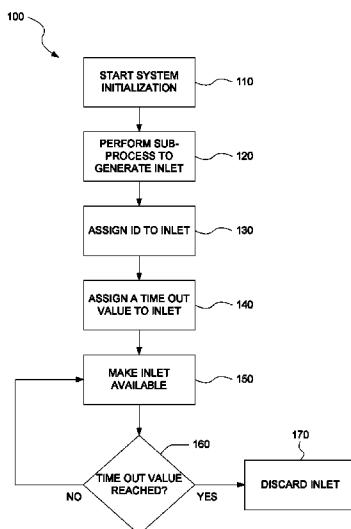 100
START SYSTEM
INITIALIZATION
110
PERFORM SUB-
PROCESS TO
GENERATE INLET
120
ASSIGN ID TO INLET
130
ASSIGN A TIME OUT
VALUE TO INLET
140
MAKE INLET
AVAILABLE
150
160
TIME OUT VALUE
REACHED?
NO
YES
170
DISCARD INLET